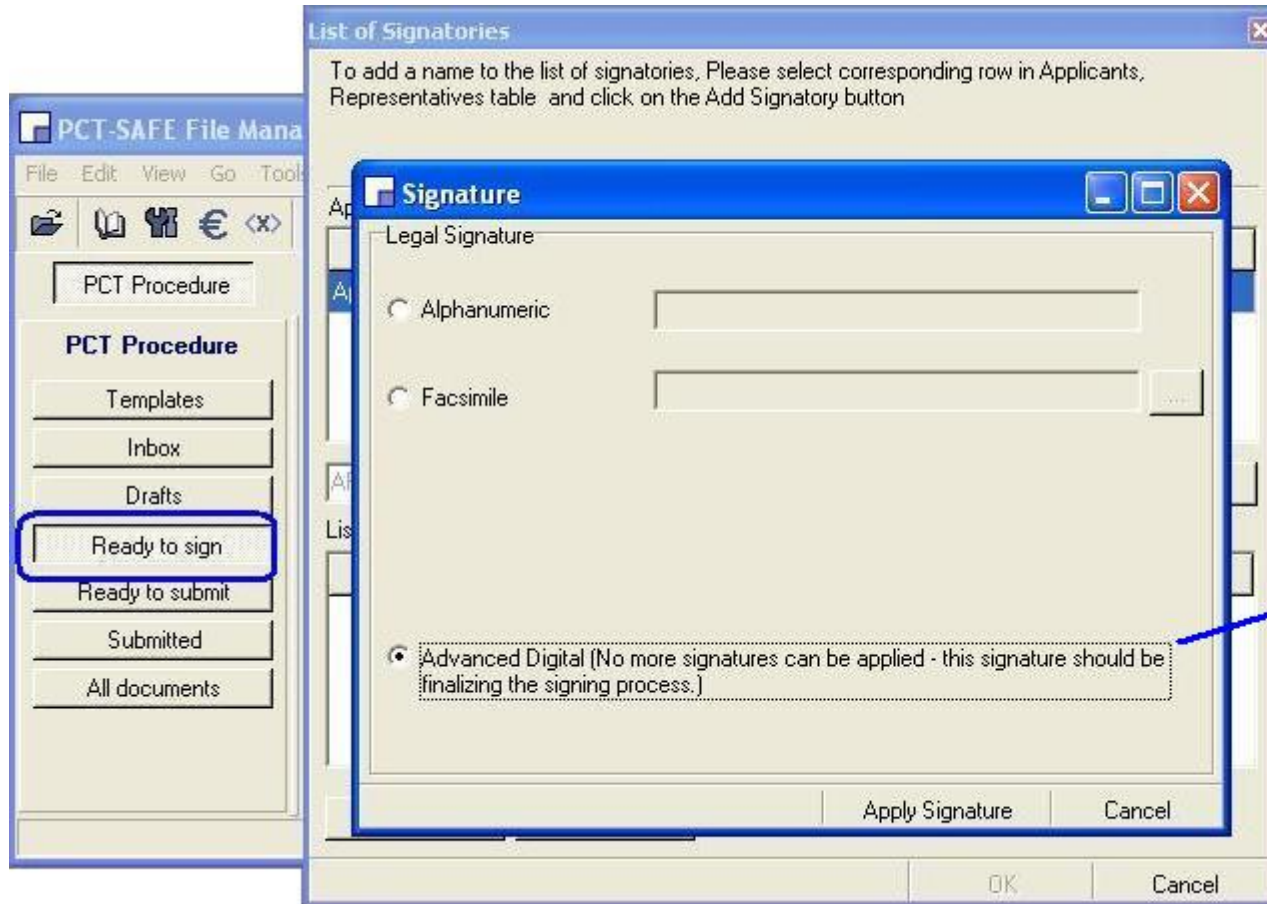 List of Signatories
To add a name to the list of signatories, Please select corresponding row in Applicants,
Representatives table and click on the Add Signatory button
PCT-SAFE File Mana
File Edit View Go Tools
PCT Procedure
PCT Procedure
Templates
Inbox
Drafts
Ready to sign
Ready to submit
Submitted
All documents
Signature
Legal Signature
Alphanumeric
Facsimile
...
Advanced Digital (No more signatures can be applied - this signature should be
finalizing the signing process.)
Apply Signature Cancel
OK Cancel